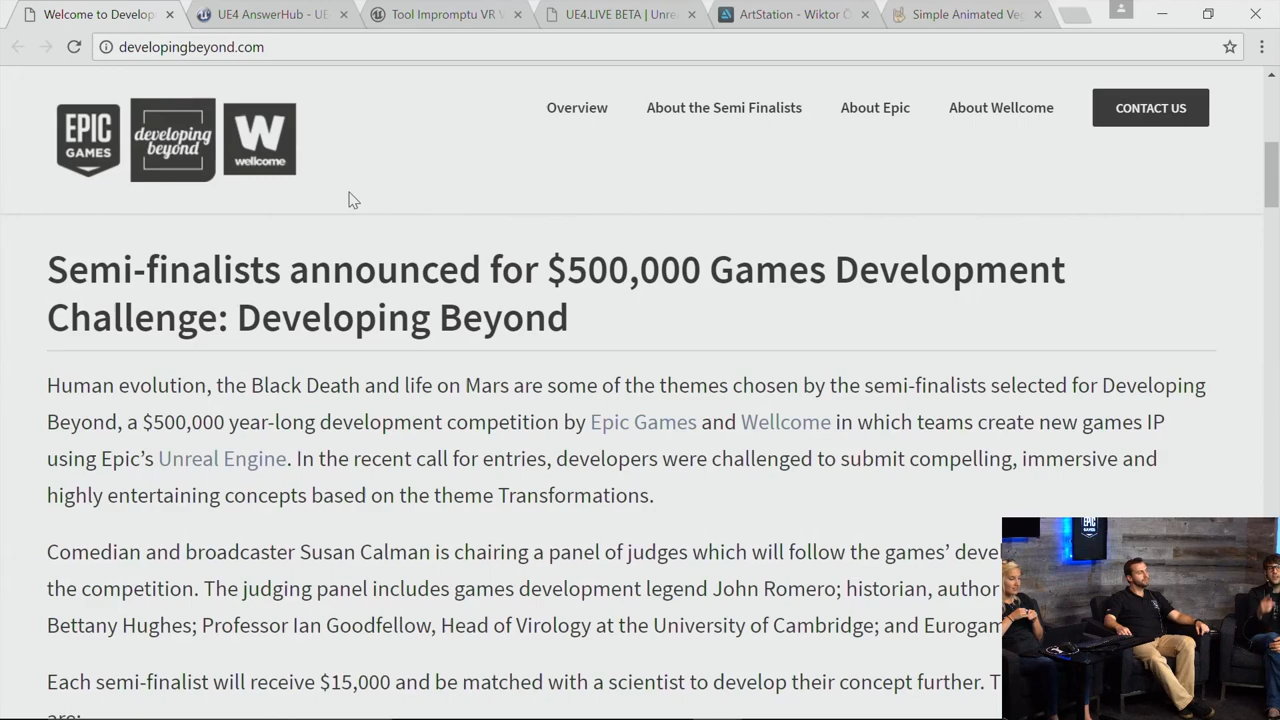 Welcome to Develop
UE4 AnswerHub - UE
Tool Impromptu VR V
UE4.LIVE BETA | Unre
ArtStation - Wiktor
Simple Animated Veg
developingbeyond.com
EPIC GAMES
developing beyond
W wellcome
Overview
About the Semi Finalists
About Epic
About Wellcome
CONTACT US
Semi-finalists announced for $500,000 Games Development
Challenge: Developing Beyond
Human evolution, the Black Death and life on Mars are some of the themes chosen by the semi-finalists selected for Developing
Beyond, a $500,000 year-long development competition by Epic Games and Wellcome in which teams create new games IP
using Epic’s Unreal Engine. In the recent call for entries, developers were challenged to submit compelling, immersive and
highly entertaining concepts based on the theme Transformations.
Comedian and broadcaster Susan Calman is chairing a panel of judges which will follow the games’ deve
the competition. The judging panel includes games development legend John Romero; historian, author
Bettany Hughes; Professor Ian Goodfellow, Head of Virology at the University of Cambridge; and Eurogam
Each semi-finalist will receive $15,000 and be matched with a scientist to develop their concept further. T
are:
EPIC GAMES